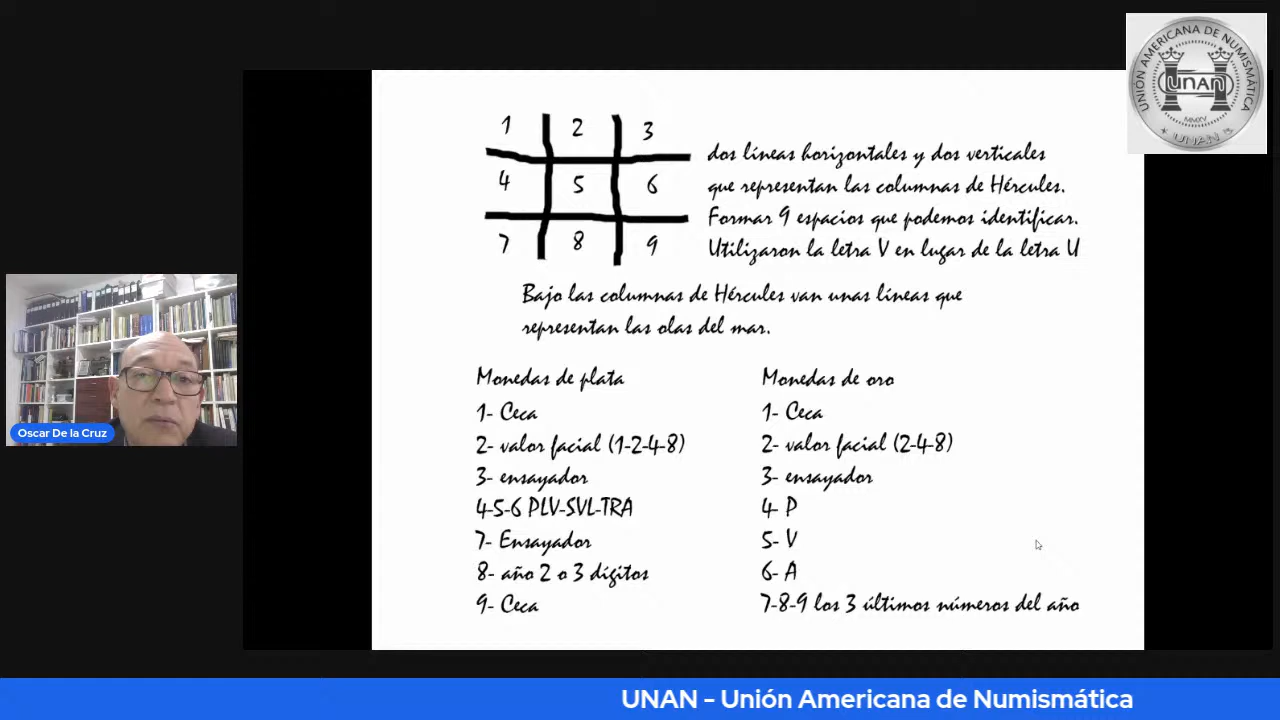 UNIÓN AMERICANA DE NUMISMÁTICA
UNAN
MMXV
UNAN
1 2 3
4 5 6
7 8 9
dos líneas horizontales y dos verticales
que representan las columnas de Hércules.
Formar 9 espacios que podemos identificar.
Utilizaron la letra V en lugar de la letra U
Bajo las columnas de Hércules van unas líneas que
representan las olas del mar.
Monedas de plata
1- Ceca
2- valor facial (1-2-4-8)
3- ensayador
4-5-6 PLV-SVL-TRA
7- Ensayador
8- año 2 o 3 dígitos
9- Ceca
Monedas de oro
1- Ceca
2- valor facial (2-4-8)
3- ensayador
4- P
5- V
6- A
7-8-9 los 3 últimos números del año
Oscar De la Cruz
UNAN - Unión Americana de Numismática